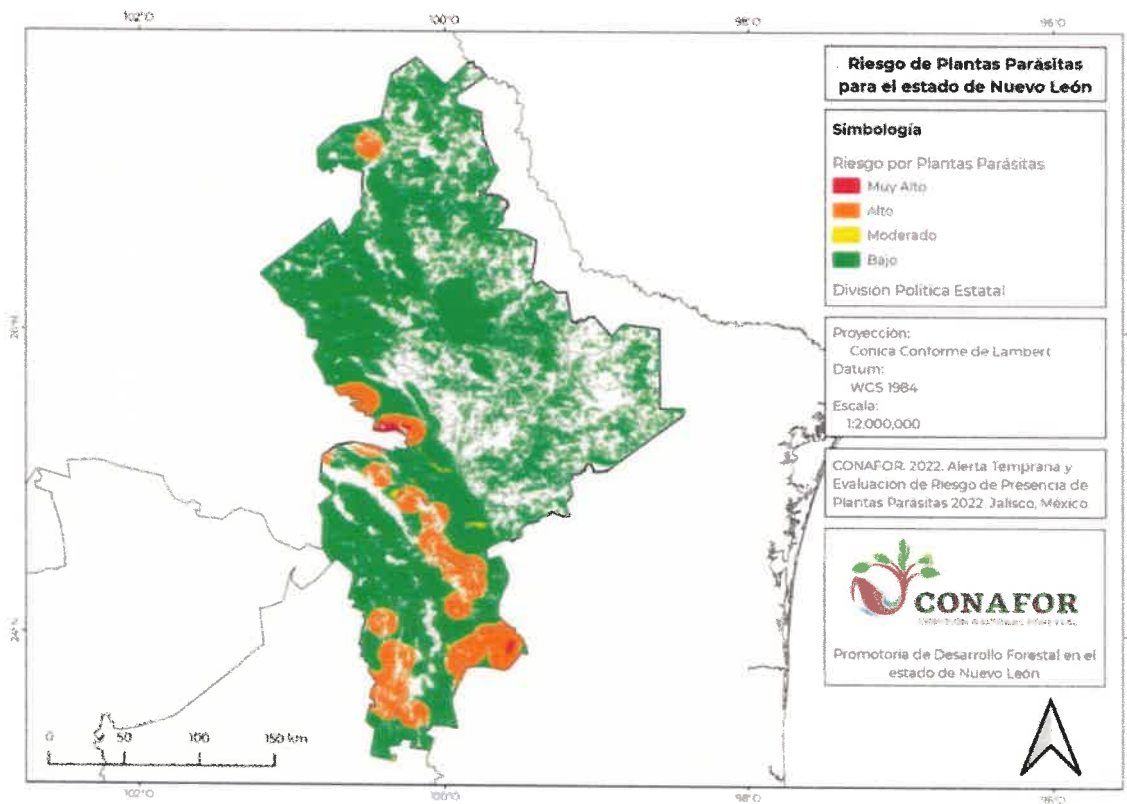 102°O
100°O
98°O
96°O
Riesgo de Plantas Parásitas
para el estado de Nuevo León
Simbología
Riesgo por Plantas Parásitas
Muy Alto
Alto
Moderado
Bajo
División Política Estatal
26°N
Proyección:
Conica Conforme de Lambert
Datum:
WCS 1984
Escala:
1:2,000,000
CONAFOR. 2022. Alerta Temprana y
Evaluación de Riesgo de Presencia de
Plantas Parásitas 2022. Jalisco, México
CONAFOR
COMISIÓN NACIONAL FORESTAL
Promotoria de Desarrollo Forestal en el
estado de Nuevo León
24°N
0 50 100 150 km
102°O
100°O
98°O
96°O